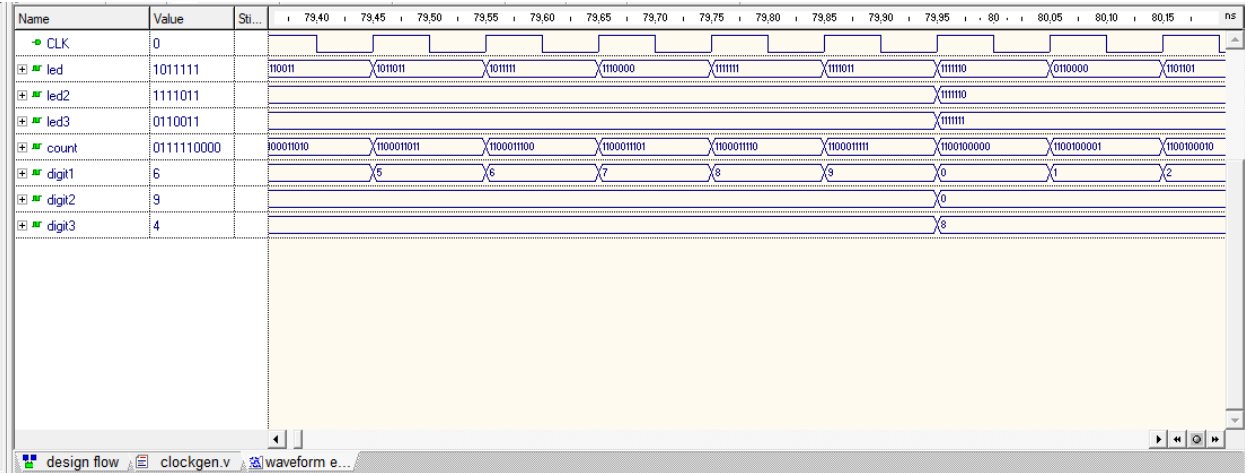 Name Value Sti... 79,40 79,45 79,50 79,55 79,60 79,65 79,70 79,75 79,80 79,85 79,90 79,95 80 80,05 80,10 80,15 ns
CLK 0
led 1011111 110011 1011011 1011111 1110000 1111111 1111011 1111110 0110000 1101101
led2 1111011 1111110
led3 0110011 1111111
count 0111110000 100011010 1100011011 1100011100 1100011101 1100011110 1100011111 1100100000 1100100001 1100100010
digit1 6 5 6 7 8 9 0 1 2
digit2 9 0
digit3 4 8
design flow clockgen.v waveform e...